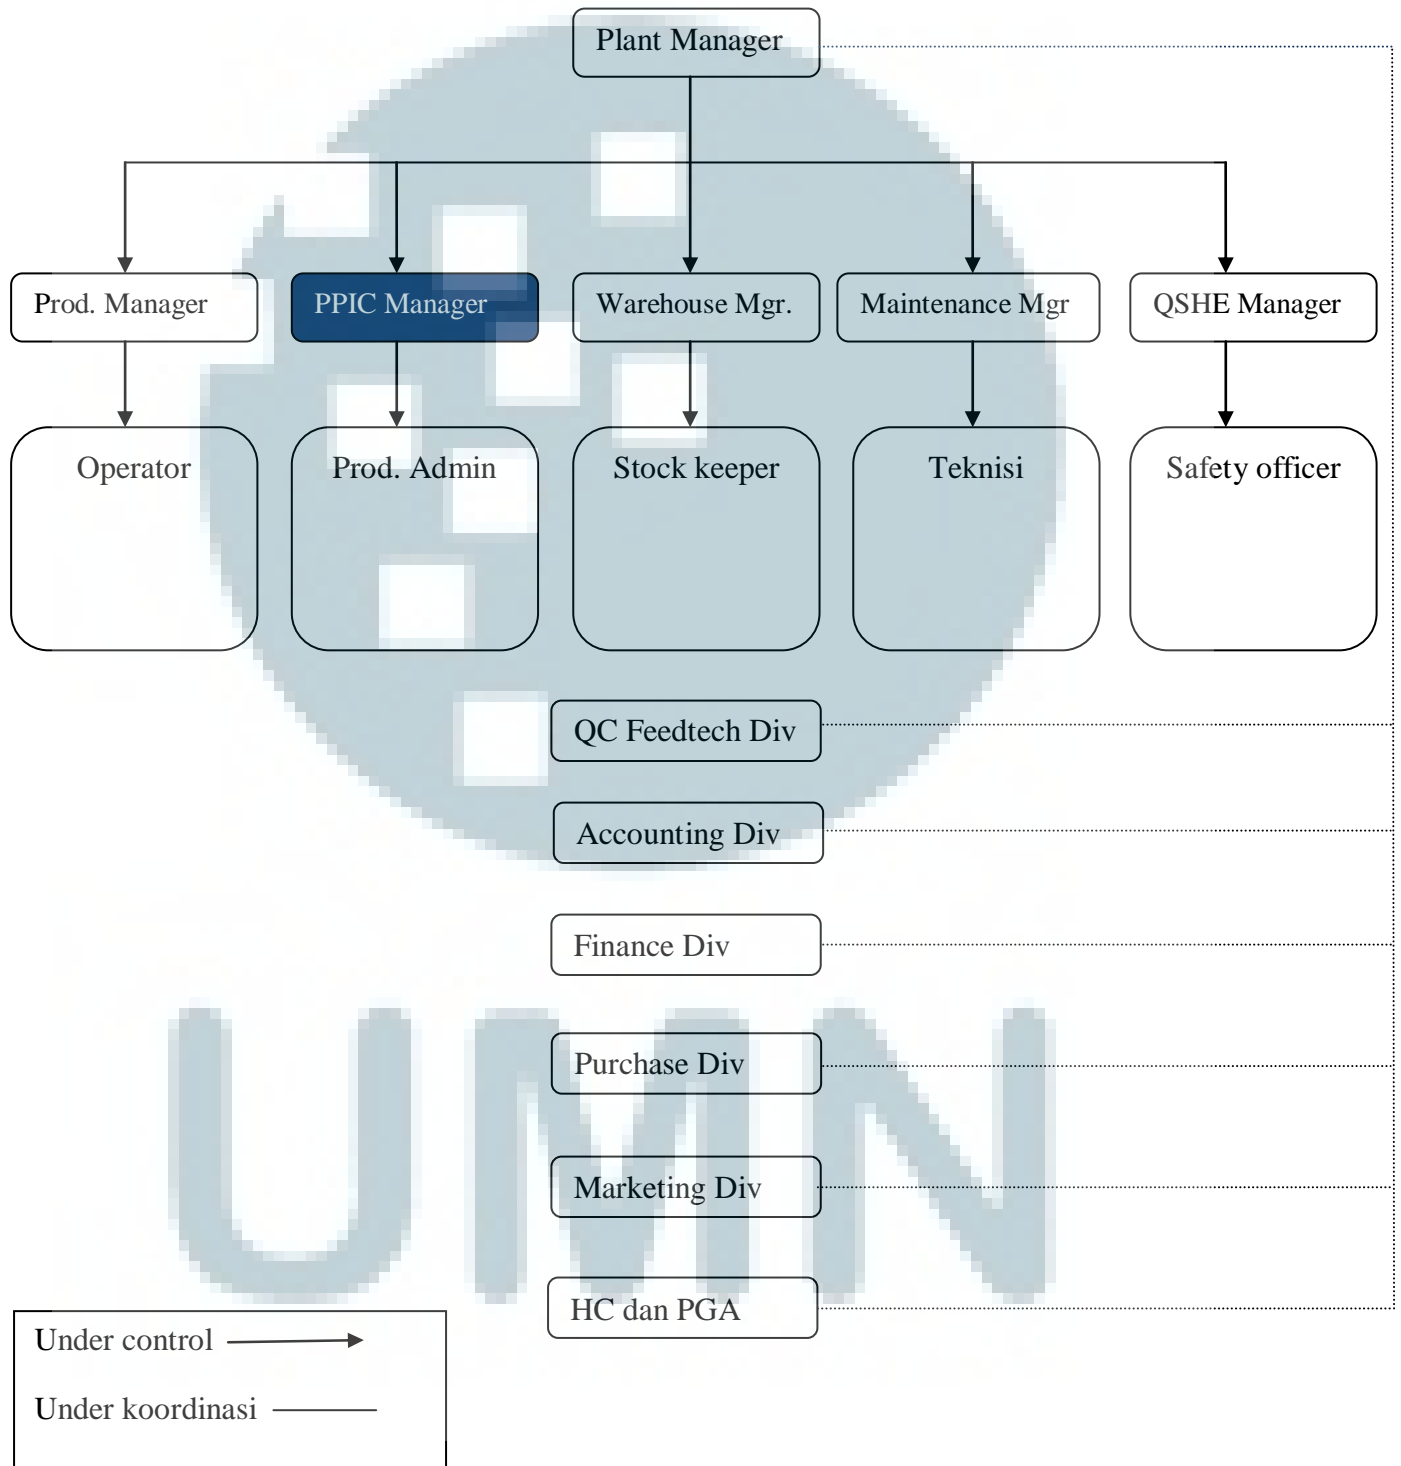 Plant Manager
Prod. Manager
PPIC Manager
Warehouse Mgr.
Maintenance Mgr
QSHE Manager
Operator
Prod. Admin
Stock keeper
Teknisi
Safety officer
QC Feedtech Div
Accounting Div
Finance Div
Purchase Div
Marketing Div
HC dan PGA
UMN
Under control
Under koordinasi